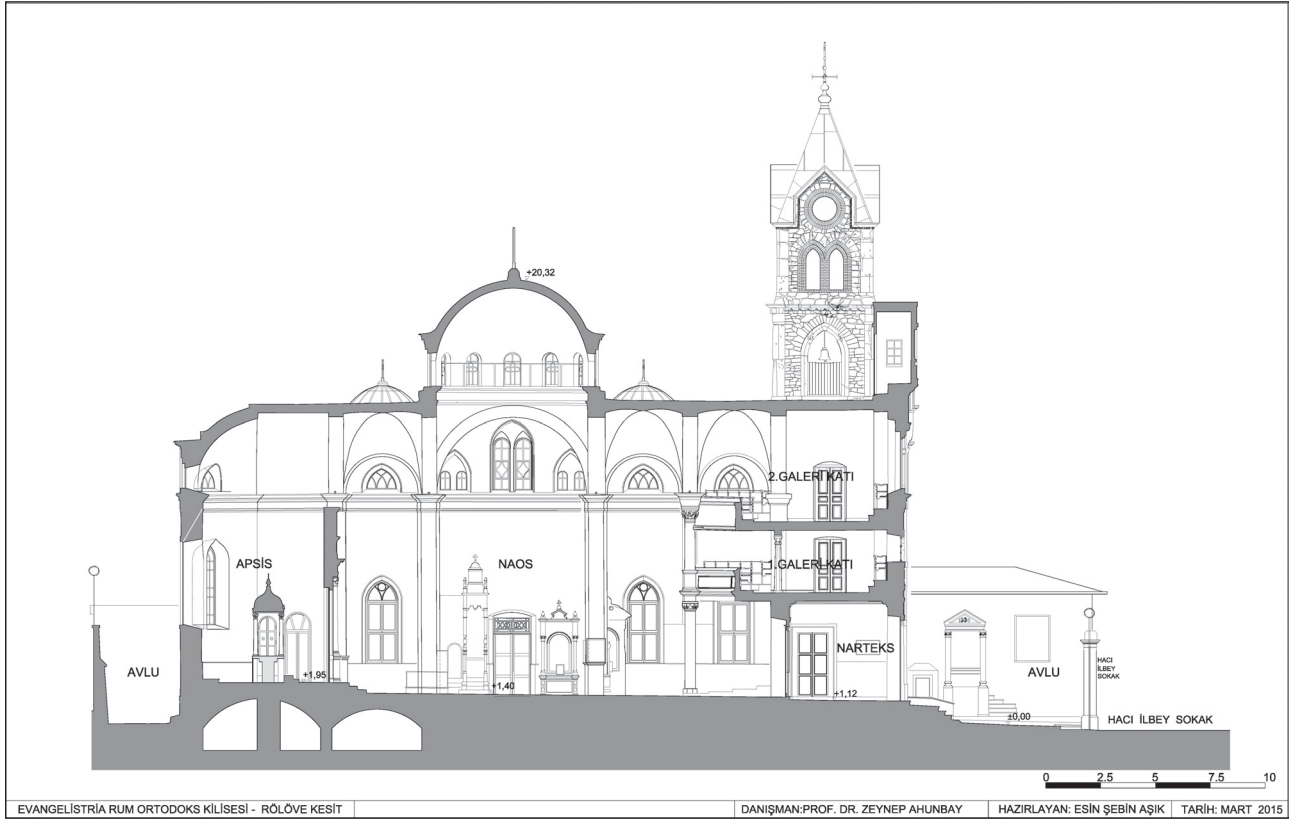 +20,32
2.GALERİ KATI
APSİS
NAOS
1.GALERİ KATI
NARTEKS
AVLU
+1,95
+1,40
+1,12
AVLU
HACI
İLBEY
SOKAK
±0,00
HACI İLBEY SOKAK
0 2.5 5 7.5 10
EVANGELİSTRİA RUM ORTODOKS KİLİSESİ - RÖLÖVE KESİT
DANIŞMAN:PROF. DR. ZEYNEP AHUNBAY
HAZIRLAYAN: ESİN ŞEBİN AŞIK
TARİH: MART 2015